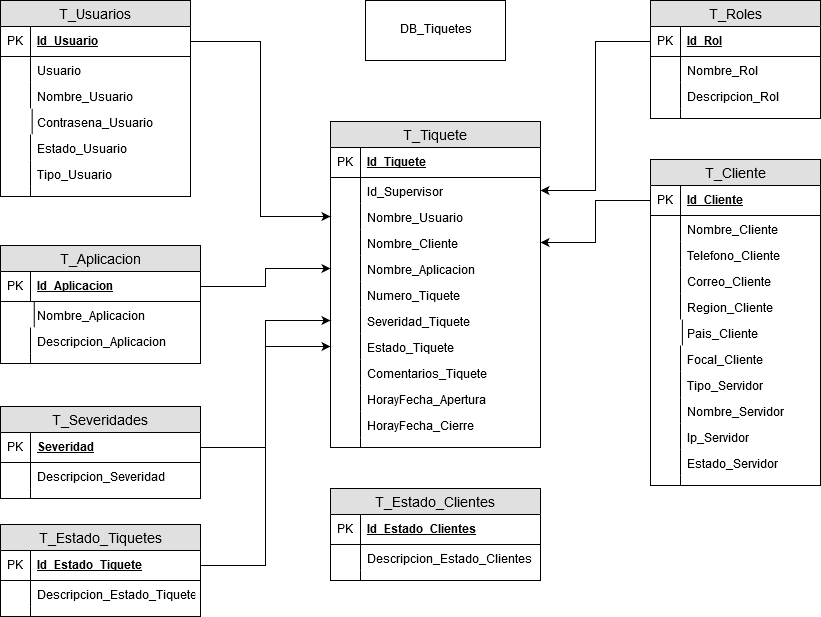 T_Usuarios
PK Id_Usuario
Usuario
Nombre_Usuario
Contrasena_Usuario
Estado_Usuario
Tipo_Usuario
DB_Tiquetes
T_Roles
PK Id_Rol
Nombre_Rol
Descripcion_Rol
T_Tiquete
PK Id_Tiquete
Id_Supervisor
Nombre_Usuario
Nombre_Cliente
Nombre_Aplicacion
Numero_Tiquete
Severidad_Tiquete
Estado_Tiquete
Comentarios_Tiquete
HorayFecha_Apertura
HorayFecha_Cierre
T_Cliente
PK Id_Cliente
Nombre_Cliente
Telefono_Cliente
Correo_Cliente
Region_Cliente
Pais_Cliente
Focal_Cliente
Tipo_Servidor
Nombre_Servidor
Ip_Servidor
Estado_Servidor
T_Aplicacion
PK Id_Aplicacion
Nombre_Aplicacion
Descripcion_Aplicacion
T_Severidades
PK Severidad
Descripcion_Severidad
T_Estado_Clientes
PK Id_Estado_Clientes
Descripcion_Estado_Clientes
T_Estado_Tiquetes
PK Id_Estado_Tiquete
Descripcion_Estado_Tiquete